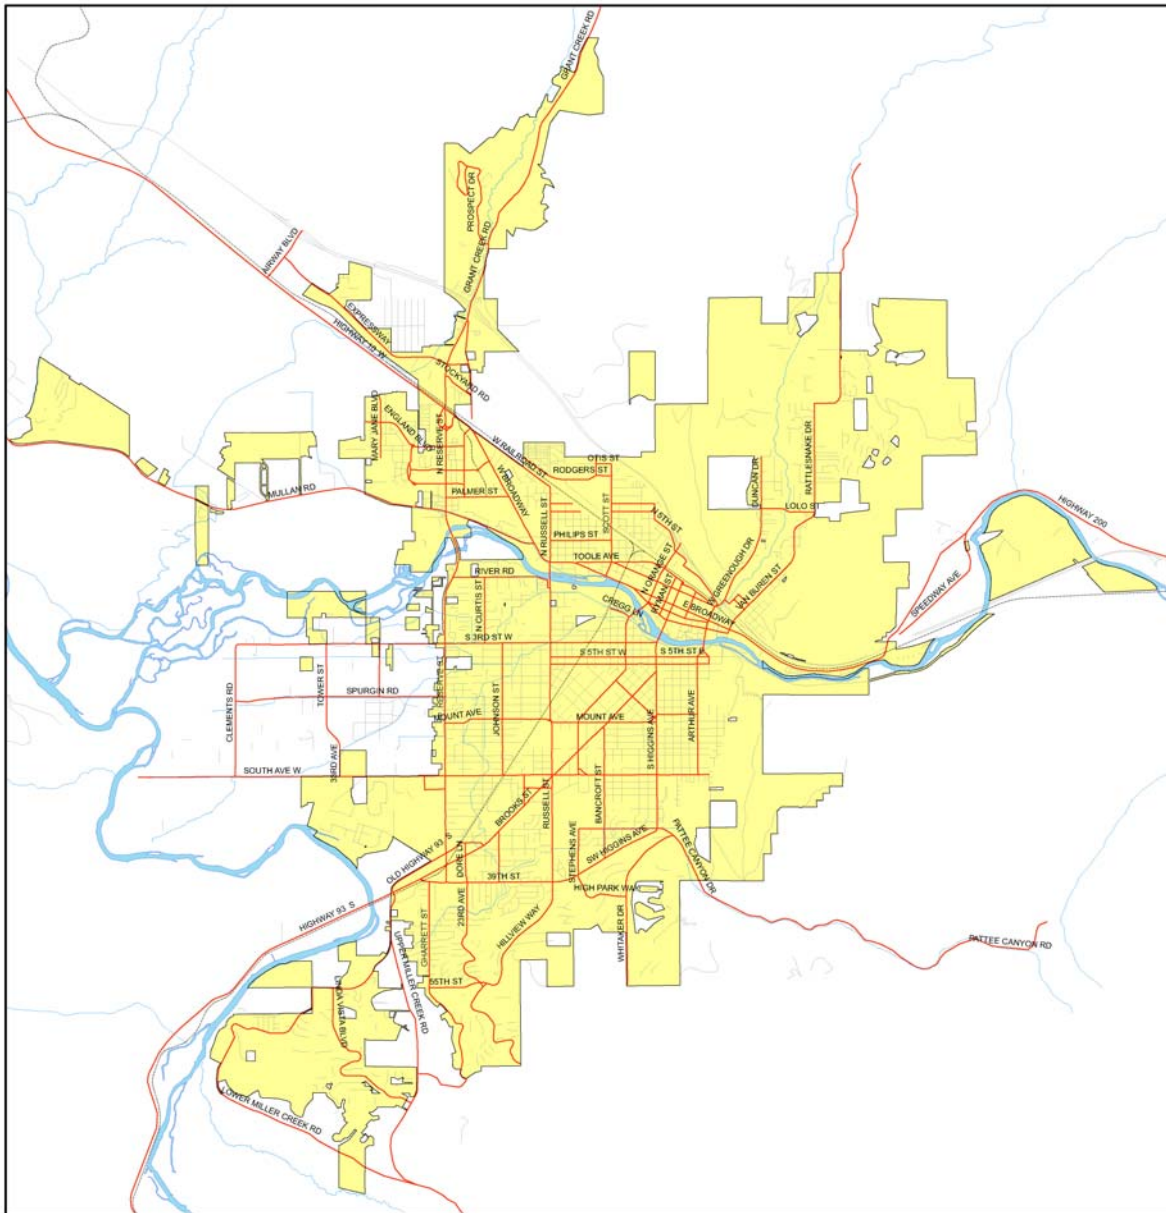 GRANT CREEK RD
PROSPECT DR
GRANT CREEK RD
AIRWAY BLVD
EXPRESSWAY
HIGHWAY 10 W
STOCKYARD RD
MARY JANE BLVD
ENGLAND BLVD
N RESERVE ST
W RAILROAD ST
OTIS ST
RODGERS ST
W BROADWAY
PALMER ST
MULLAN RD
N RUSSELL ST
SCOTT ST
N 5TH ST
DUNCAN DR
RATTLESNAKE DR
LOLO ST
HIGHWAY 200
PHILIPS ST
TOOLE AVE
N ORANGE ST
RYMAN ST
W GREENOUGH DR
VAN BUREN ST
E BROADWAY
CREGG LN
SPEEDWAY AVE
RIVER RD
N CURTIS ST
S 3RD ST W
S 5TH ST W
S 5TH ST E
CLEMENTS RD
TOWER ST
SPURGIN RD
RESERVE ST
JOHNSON ST
MOUNT AVE
MOUNT AVE
S HIGGINS AVE
ARTHUR AVE
33RD AVE
SOUTH AVE W
BROOKS ST
RUSSELL ST
BANCROFT ST
STEPHENS AVE
SW HIGGINS AVE
PATTEE CANYON DR
OLD HIGHWAY 93 S
DORE LN
39TH ST
HIGH PARK WAY
HIGHWAY 93 S
GHARRETT ST
23RD AVE
HILLVIEW WAY
WHITAKER DR
PATTEE CANYON RD
UPPER MILLER CREEK RD
55TH ST
LINDA VISTA BLVD
LOWER MILLER CREEK RD